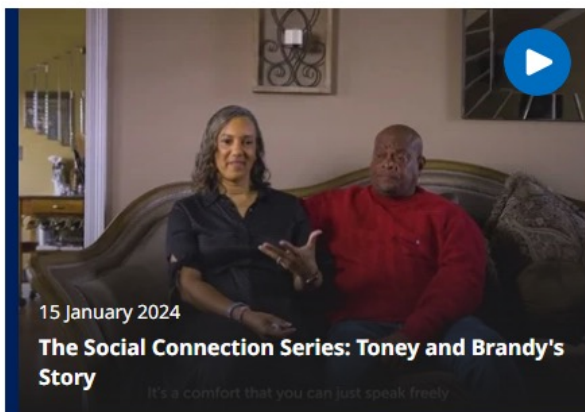 15 January 2024
The Social Connection Series: Toney and Brandy's
Story
It's a comfort that you can just speak freely